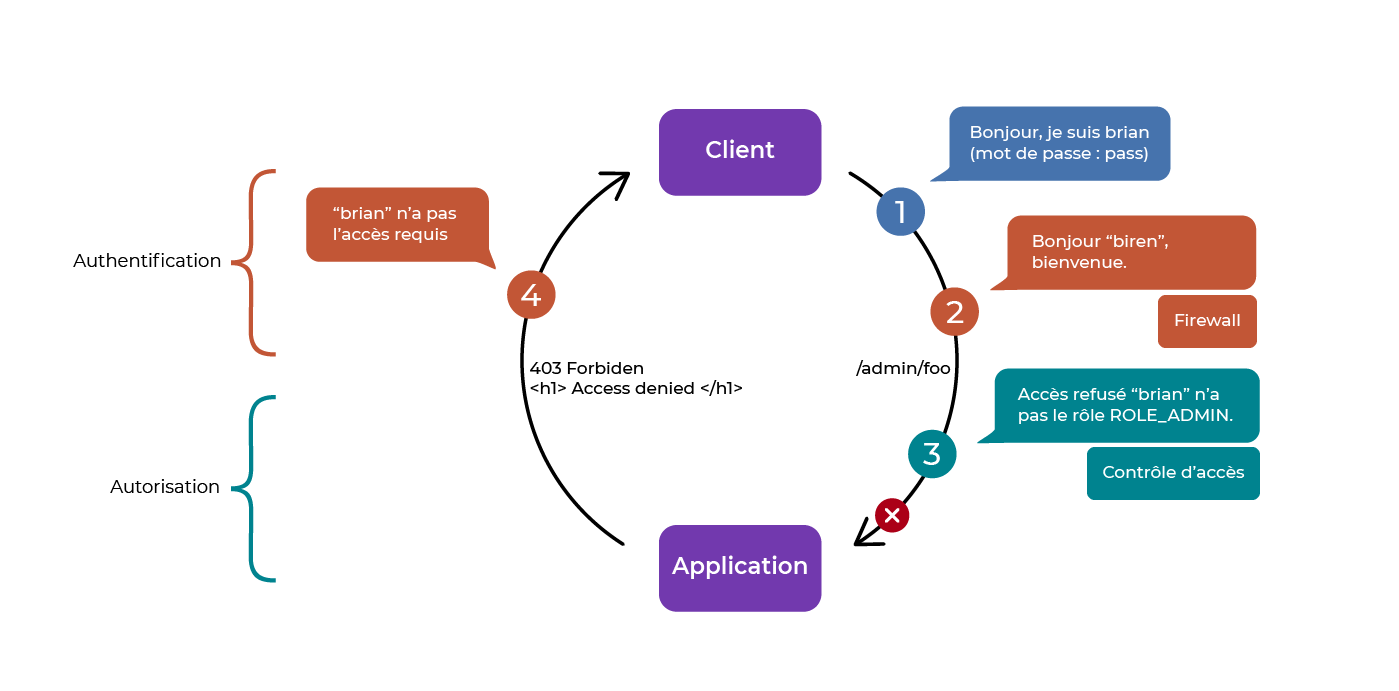 Client
Bonjour, je suis brian
(mot de passe : pass)
1
“brian” n’a pas
l’accès requis
Bonjour “biren”,
bienvenue.
Authentification
4
2
Firewall
403 Forbiden
<h1> Access denied </h1>
/admin/foo
Accès refusé “brian” n’a
pas le rôle ROLE_ADMIN.
3
Contrôle d’accès
Autorisation
Application